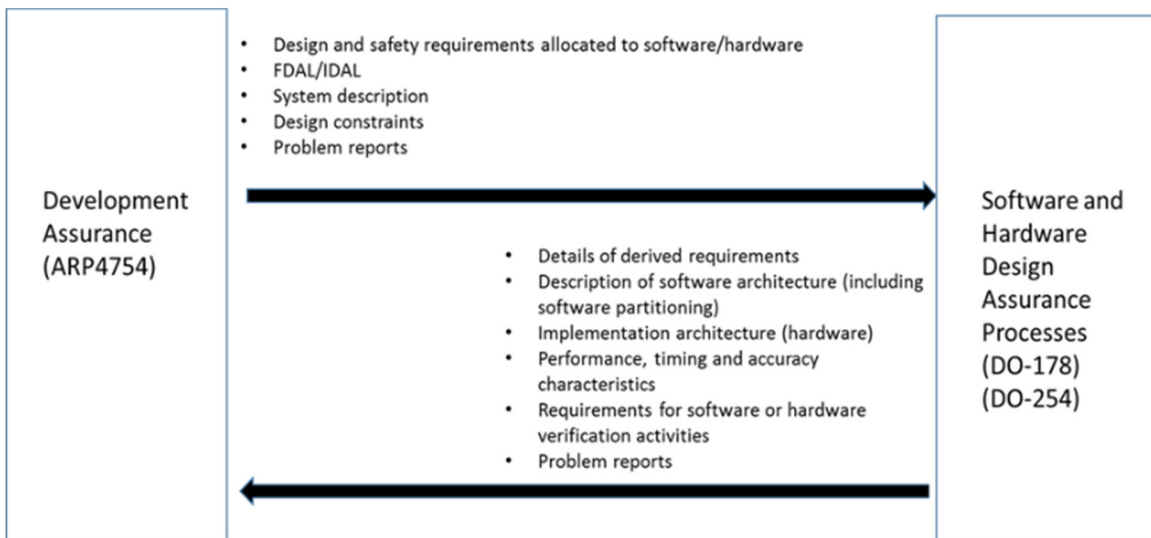 • Design and safety requirements allocated to software/hardware
• FDAL/IDAL
• System description
• Design constraints
• Problem reports
Development
Assurance
(ARP4754)
• Details of derived requirements
• Description of software architecture (including
software partitioning)
• Implementation architecture (hardware)
• Performance, timing and accuracy
characteristics
• Requirements for software or hardware
verification activities
• Problem reports
Software and
Hardware
Design
Assurance
Processes
(DO-178)
(DO-254)